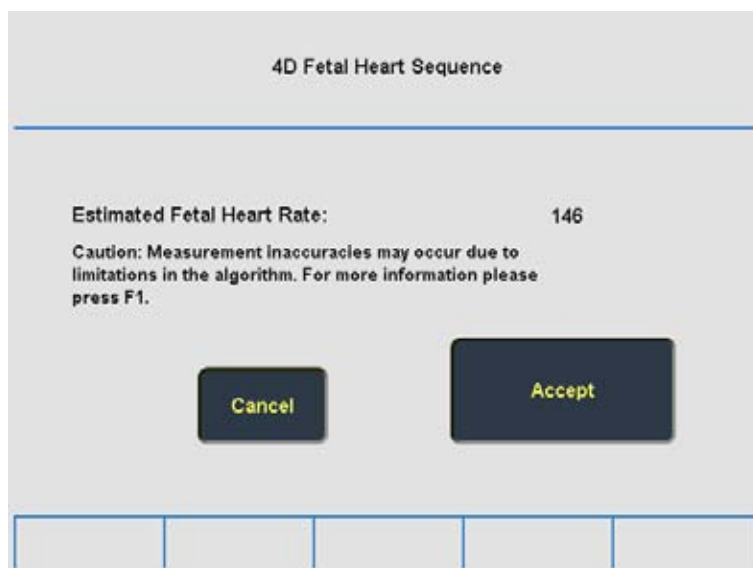 4D Fetal Heart Sequence
Estimated Fetal Heart Rate: 146
Caution: Measurement inaccuracies may occur due to
limitations in the algorithm. For more information please
press F1.
Cancel
Accept